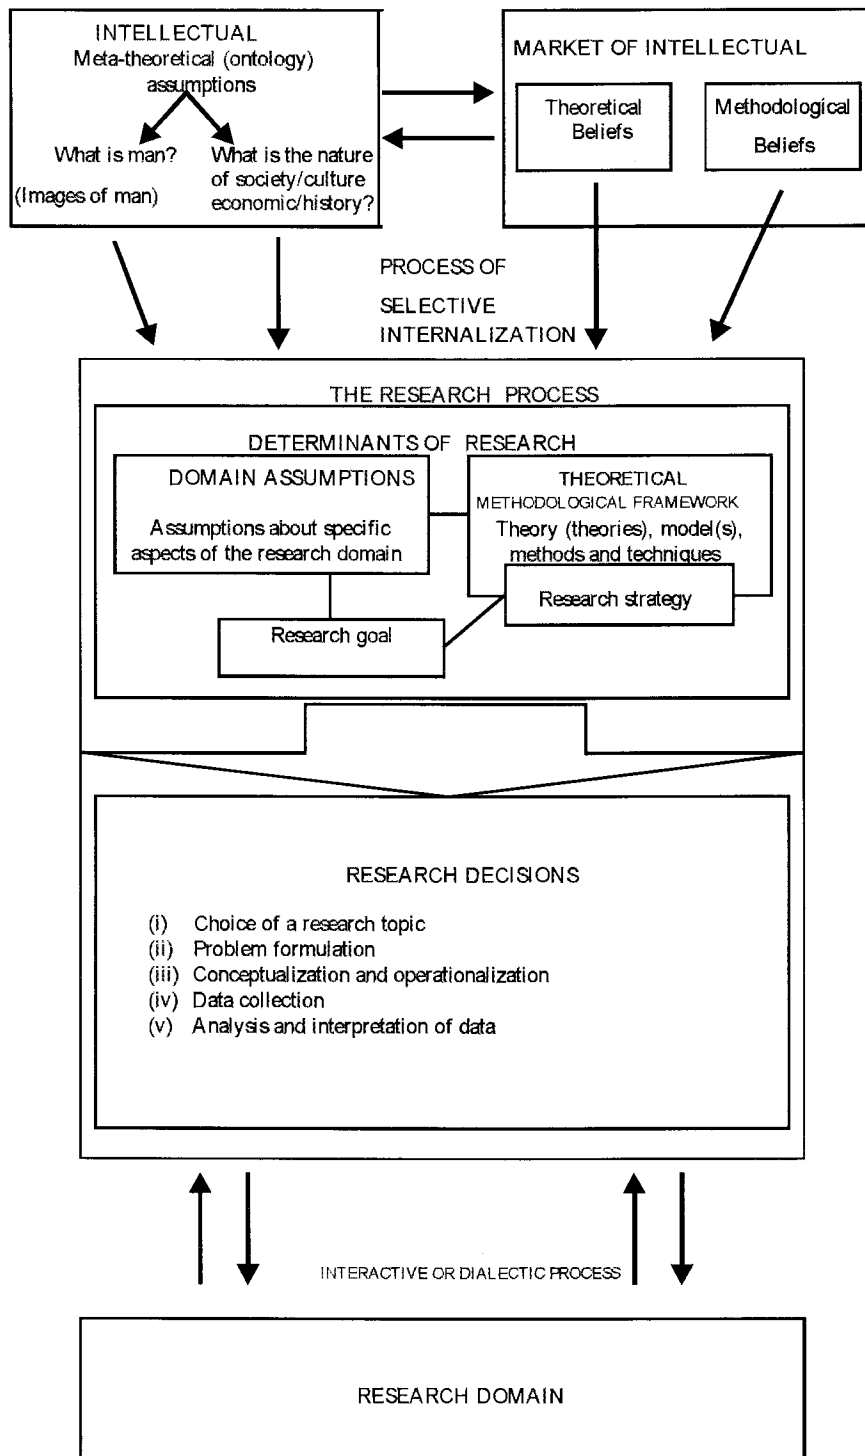 INTELLECTUAL
Meta-theoretical (ontology)
assumptions
What is man?
(Images of man)
What is the nature
of society/culture
economic/history?
MARKET OF INTELLECTUAL
Theoretical
Beliefs
Methodological
Beliefs
PROCESS OF
SELECTIVE
INTERNALIZATION
THE RESEARCH PROCESS
DETERMINANTS OF RESEARCH
DOMAIN ASSUMPTIONS
Assumptions about specific
aspects of the research domain
THEORETICAL
METHODOLOGICAL FRAMEWORK
Theory (theories), model(s),
methods and techniques
Research strategy
Research goal
RESEARCH DECISIONS
(i) Choice of a research topic
(ii) Problem formulation
(iii) Conceptualization and operationalization
(iv) Data collection
(v) Analysis and interpretation of data
INTERACTIVE OR DIALECTIC PROCESS
RESEARCH DOMAIN